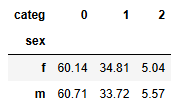 categ 0 1 2
sex
f 60.14 34.81 5.04
m 60.71 33.72 5.57